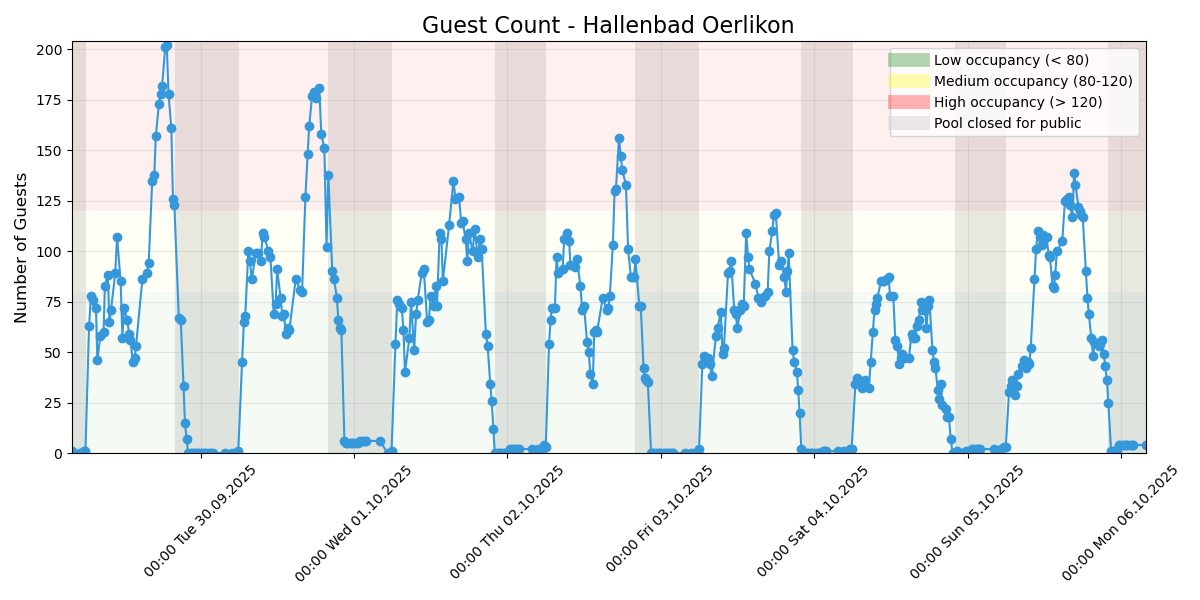 Guest Count - Hallenbad Oerlikon
Number of Guests
200
175
150
125
100
75
50
25
0
Low occupancy (< 80)
Medium occupancy (80-120)
High occupancy (> 120)
Pool closed for public
00:00 Tue 30.09.2025
00:00 Wed 01.10.2025
00:00 Thu 02.10.2025
00:00 Fri 03.10.2025
00:00 Sat 04.10.2025
00:00 Sun 05.10.2025
00:00 Mon 06.10.2025